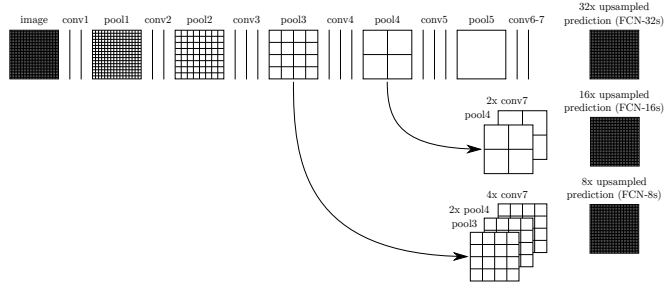 image conv1 pool1 conv2 pool2 conv3 pool3 conv4 pool4 conv5 pool5 conv6-7
32x upsampled
prediction (FCN-32s)
16x upsampled
prediction (FCN-16s)
2x conv7
pool4
8x upsampled
prediction (FCN-8s)
4x conv7
2x pool4
pool3